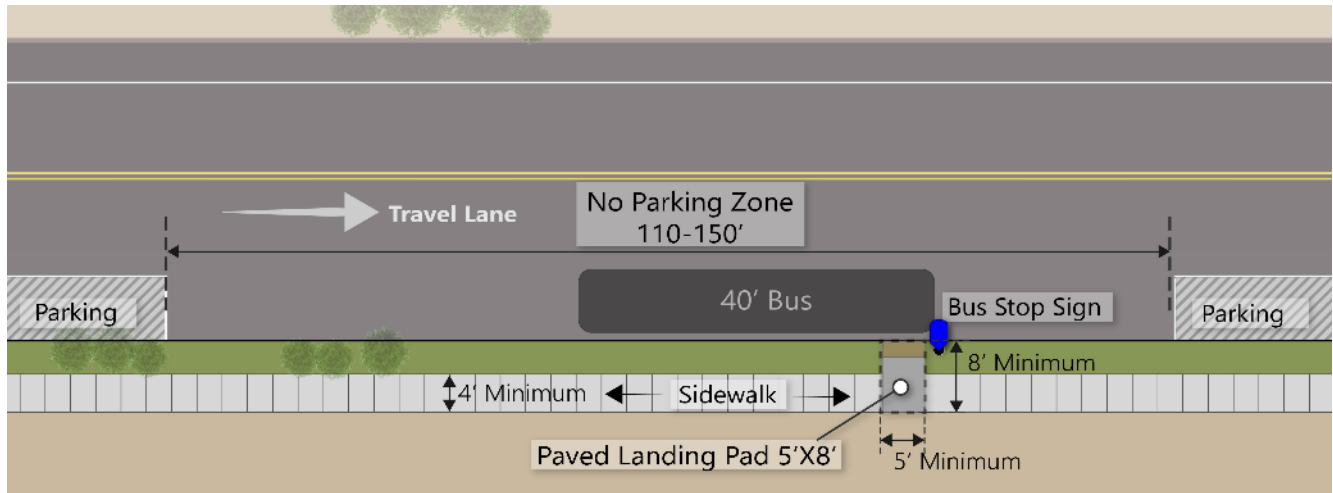 Travel Lane
No Parking Zone
110-150’
40’ Bus
Bus Stop Sign
Parking
Parking
8’ Minimum
4’ Minimum
Sidewalk
Paved Landing Pad 5’X8’
5’ Minimum